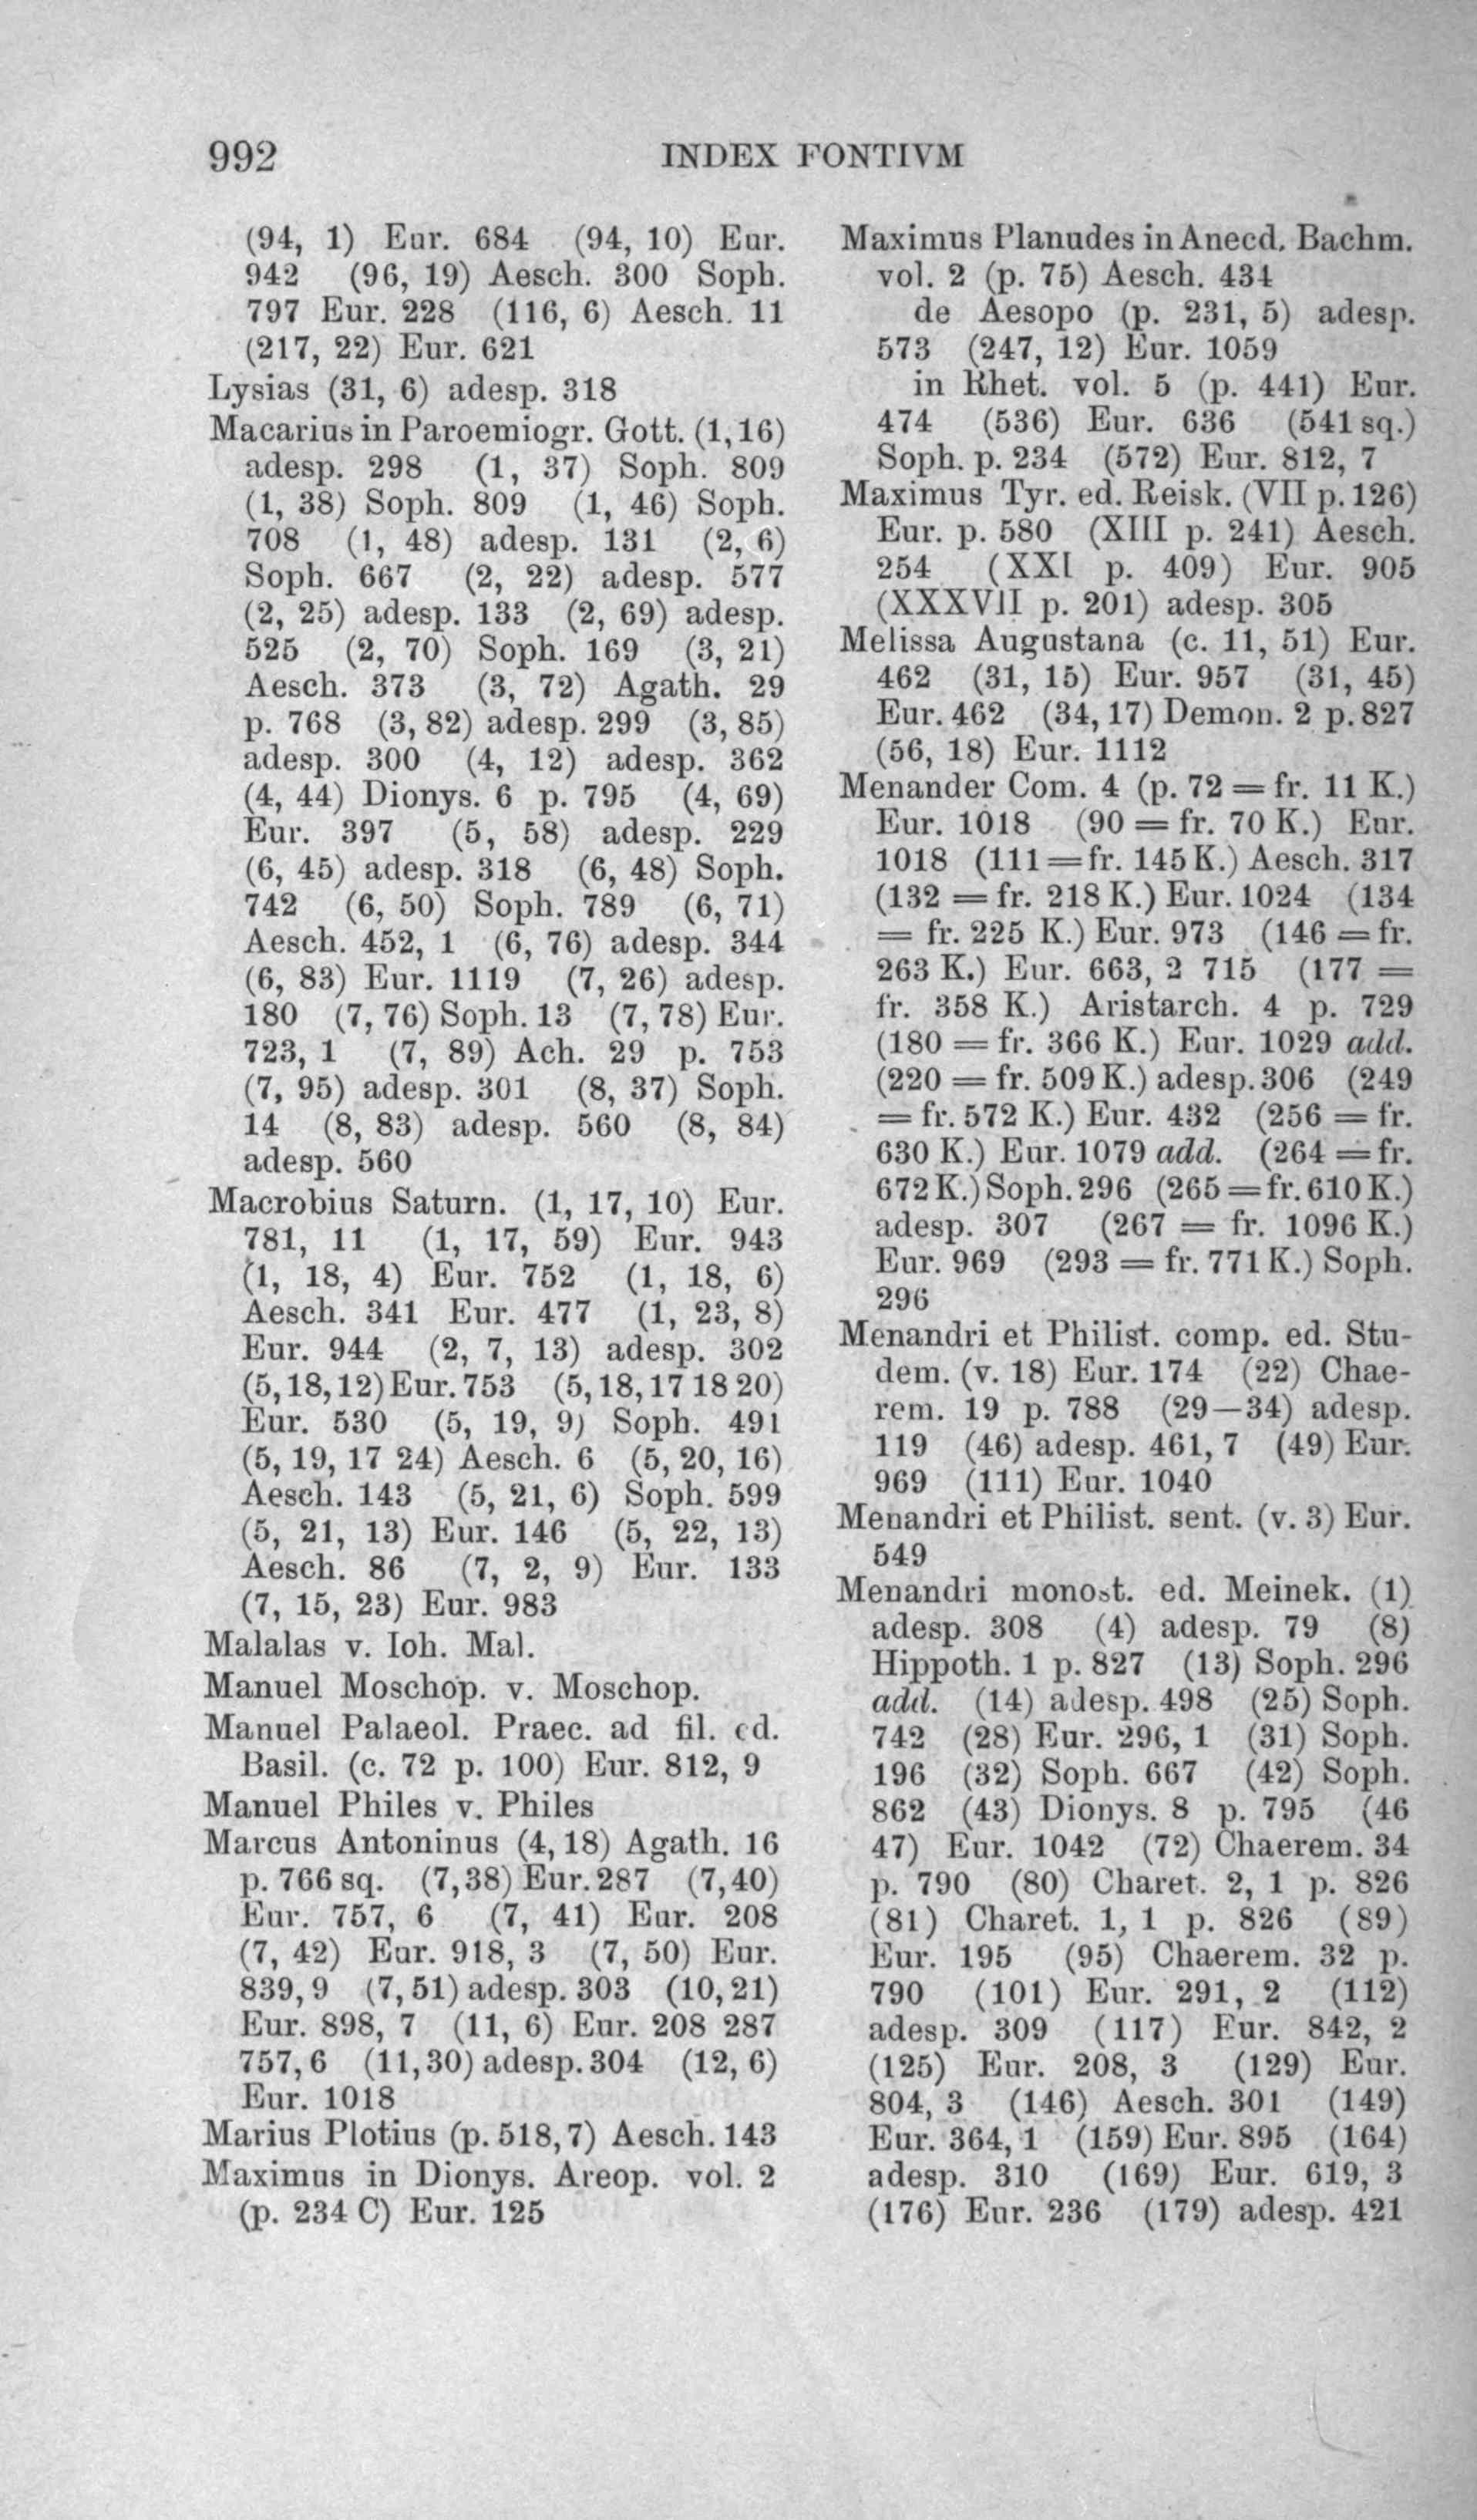 992
INDEX FONTIVM
(94, 1) Eur. 684 (94, 10) Eur.
942 (96, 19) Aesch. 300 Soph.
797 Eur. 228 (116, 6) Aesch. 11
(217, 22) Eur. 621
Lysias (31, 6) adesp. 318
Macarius in Paroemiogr. Gott. (1, 16)
adesp. 298 (1, 37) Soph. 809
(1, 38) Soph. 809 (1, 46) Soph.
708 (1, 48) adesp. 131 (2, 6)
Soph. 667 (2, 22) adesp. 577
(2, 25) adesp. 133 (2, 69) adesp.
525 (2, 70) Soph. 169 (3, 21)
Aesch. 373 (3, 72) Agath. 29
p. 768 (3, 82) adesp. 299 (3, 85)
adesp. 300 (4, 12) adesp. 362
(4, 44) Dionys. 6 p. 795 (4, 69)
Eur. 397 (5, 58) adesp. 229
(6, 45) adesp. 318 (6, 48) Soph.
742 (6, 50) Soph. 789 (6, 71)
Aesch. 452, 1 (6, 76) adesp. 344
(6, 83) Eur. 1119 (7, 26) adesp.
180 (7, 76) Soph. 13 (7, 78) Eur.
723, 1 (7, 89) Ach. 29 p. 753
(7, 95) adesp. 301 (8, 37) Soph.
14 (8, 83) adesp. 560 (8, 84)
adesp. 560
Macrobius Saturn. (1, 17, 10) Eur.
781, 11 (1, 17, 59) Eur. 943
(1, 18, 4) Eur. 752 (1, 18, 6)
Aesch. 341 Eur. 477 (1, 23, 8)
Eur. 944 (2, 7, 13) adesp. 302
(5, 18, 12) Eur. 753 (5, 18, 17 18 20)
Eur. 530 (5, 19, 9) Soph. 491
(5, 19, 17 24) Aesch. 6 (5, 20, 16)
Aesch. 143 (5, 21, 6) Soph. 599
(5, 21, 13) Eur. 146 (5, 22, 13)
Aesch. 86 (7, 2, 9) Eur. 133
(7, 15, 23) Eur. 983
Malalas v. Ioh. Mal.
Manuel Moschop. v. Moschop.
Manuel Palaeol. Praec. ad fil. ed.
Basil. (c. 72 p. 100) Eur. 812, 9
Manuel Philes v. Philes
Marcus Antoninus (4, 18) Agath. 16
p. 766 sq. (7, 38) Eur. 287 (7, 40)
Eur. 757, 6 (7, 41) Eur. 208
(7, 42) Eur. 918, 3 (7, 50) Eur.
839, 9 (7, 51) adesp. 303 (10, 21)
Eur. 898, 7 (11, 6) Eur. 208 287
757, 6 (11, 30) adesp. 304 (12, 6)
Eur. 1018
Marius Plotius (p. 518, 7) Aesch. 143
Maximus in Dionys. Areop. vol. 2
(p. 234 C) Eur. 125
Maximus Planudes in Anecd. Bachm.
vol. 2 (p. 75) Aesch. 434
de Aesopo (p. 231, 5) adesp.
573 (247, 12) Eur. 1059
in Rhet. vol. 5 (p. 441) Eur.
474 (536) Eur. 636 (541 sq.)
Soph. p. 234 (572) Eur. 812, 7
Maximus Tyr. ed. Reisk. (VII p. 126)
Eur. p. 580 (XIII p. 241) Aesch.
254 (XXI p. 409) Eur. 905
(XXXVII p. 201) adesp. 305
Melissa Augustana (c. 11, 51) Eur.
462 (31, 15) Eur. 957 (31, 45)
Eur. 462 (34, 17) Demon. 2 p. 827
(56, 18) Eur. 1112
Menander Com. 4 (p. 72 = fr. 11 K.)
Eur. 1018 (90 = fr. 70 K.) Eur.
1018 (111 = fr. 145 K.) Aesch. 317
(132 = fr. 218 K.) Eur. 1024 (134
= fr. 225 K.) Eur. 973 (146 = fr.
263 K.) Eur. 663, 2 715 (177 =
fr. 358 K.) Aristarch. 4 p. 729
(180 = fr. 366 K.) Eur. 1029 add.
(220 = fr. 509 K.) adesp. 306 (249
= fr. 572 K.) Eur. 432 (256 = fr.
630 K.) Eur. 1079 add. (264 = fr.
672 K.) Soph. 296 (265 = fr. 610 K.)
adesp. 307 (267 = fr. 1096 K.)
Eur. 969 (293 = fr. 771 K.) Soph.
296
Menandri et Philist. comp. ed. Stu-
dem. (v. 18) Eur. 174 (22) Chae-
rem. 19 p. 788 (29—34) adesp.
119 (46) adesp. 461, 7 (49) Eur.
969 (111) Eur. 1040
Menandri et Philist. sent. (v. 3) Eur.
549
Menandri monost. ed. Meinek. (1)
adesp. 308 (4) adesp. 79 (8)
Hippoth. 1 p. 827 (13) Soph. 296
add. (14) adesp. 498 (25) Soph.
742 (28) Eur. 296, 1 (31) Soph.
196 (32) Soph. 667 (42) Soph.
862 (43) Dionys. 8 p. 795 (46
47) Eur. 1042 (72) Chaerem. 34
p. 790 (80) Charet. 2, 1 p. 826
(81) Charet. 1, 1 p. 826 (89)
Eur. 195 (95) Chaerem. 32 p.
790 (101) Eur. 291, 2 (112)
adesp. 309 (117) Eur. 842, 2
(125) Eur. 208, 3 (129) Eur.
804, 3 (146) Aesch. 301 (149)
Eur. 364, 1 (159) Eur. 895 (164)
adesp. 310 (169) Eur. 619, 3
(176) Eur. 236 (179) adesp. 421